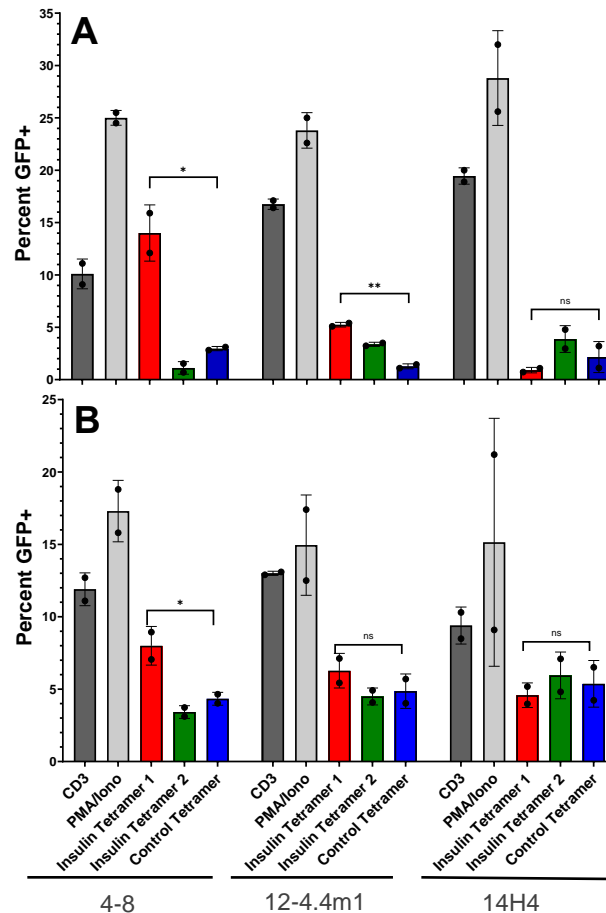 A
Percent GFP+
35
30
25
20
15
10
5
0
*
**
ns
B
Percent GFP+
25
20
15
10
5
0
*
ns
ns
CD3
PMA/Iono
Insulin Tetramer 1
Insulin Tetramer 2
Control Tetramer
CD3
PMA/Iono
Insulin Tetramer 1
Insulin Tetramer 2
Control Tetramer
CD3
PMA/Iono
Insulin Tetramer 1
Insulin Tetramer 2
Control Tetramer
4-8
12-4.4m1
14H4